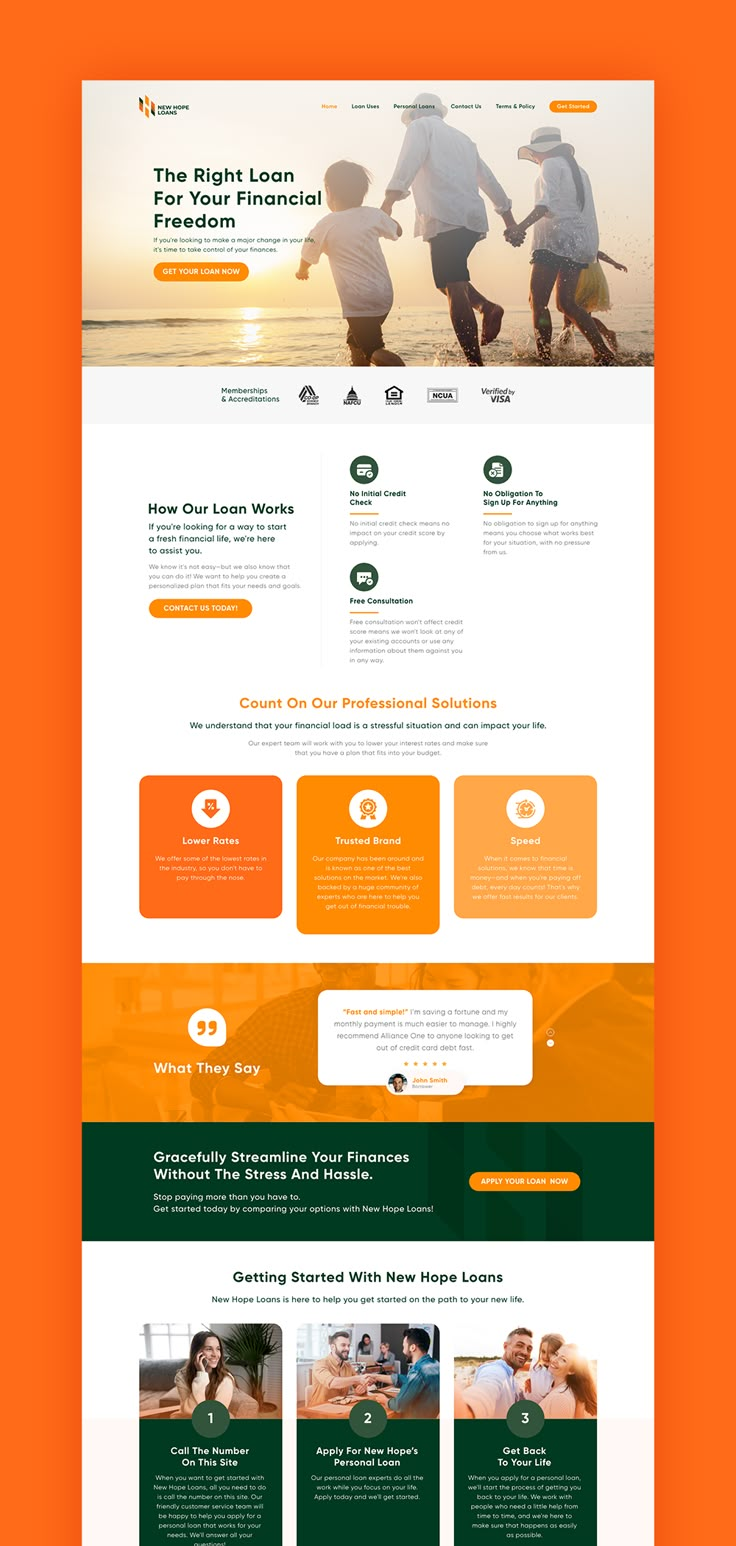 NEW HOPE
LOANS
Home Loan Uses Personal Loans Contact Us Terms & Policy Get Started
The Right Loan
For Your Financial
Freedom
If you're looking to make a major change in your life,
it's time to take control of your finances.
GET YOUR LOAN NOW
Memberships
& Accreditations
CO-OP
NAFCU
LENDER
NCUA
Verified by
VISA
How Our Loan Works
If you're looking for a way to start
a fresh financial life, we're here
to assist you.
We know it's not easy—but we also know that
you can do it! We want to help you create a
personalized plan that fits your needs and goals.
CONTACT US TODAY!
No Initial Credit
Check
No initial credit check means no
impact on your credit score by
applying.
No Obligation To
Sign Up For Anything
No obligation to sign up for anything
means you choose what works best
for your situation, with no pressure
from us.
Free Consultation
Free consultation won't affect credit
score means we won't look at any of
your existing accounts or use any
information about them against you
in any way.
Count On Our Professional Solutions
We understand that your financial load is a stressful situation and can impact your life.
Our expert team will work with you to lower your interest rates and make sure
that you have a plan that fits into your budget.
Lower Rates
We offer some of the lowest rates in
the industry, so you don't have to
pay through the nose.
Trusted Brand
Our company has been around and
is known as one of the best
solutions on the market. We're also
backed by a huge community of
experts who are here to help you
get out of financial trouble.
Speed
When it comes to financial
solutions, we know that time is
money—and when you're paying off
debt, every day counts! That's why
we offer fast results for our clients.
What They Say
"Fast and simple!" I'm saving a fortune and my
monthly payment is much easier to manage. I highly
recommend Alliance One to anyone looking to get
out of credit card debt fast.
John Smith
Borrower
Gracefully Streamline Your Finances
Without The Stress And Hassle.
Stop paying more than you have to.
Get started today by comparing your options with New Hope Loans!
APPLY YOUR LOAN NOW
Getting Started With New Hope Loans
New Hope Loans is here to help you get started on the path to your new life.
1
Call The Number
On This Site
When you want to get started with
New Hope Loans, all you need to do
is call the number on this site. Our
friendly customer service team will
be happy to help you apply for a
personal loan that works for your
needs. We'll answer all your
questions!
2
Apply For New Hope's
Personal Loan
Our personal loan experts do all the
work while you focus on your life.
Apply today and we'll get started.
3
Get Back
To Your Life
When you apply for a personal loan,
we'll start the process of getting you
back to your life. We work with
people who need a little help from
time to time, and we're here to
make sure that happens as easily
as possible.